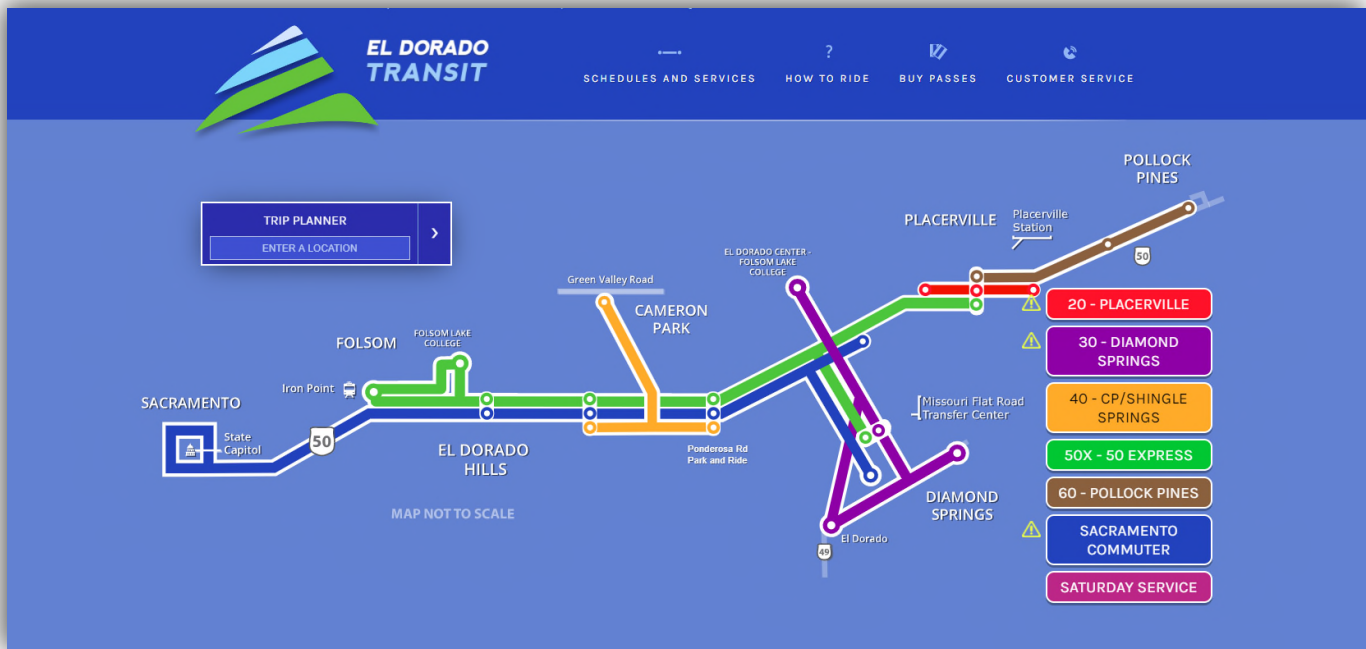 EL DORADO
TRANSIT
SCHEDULES AND SERVICES
?
HOW TO RIDE
BUY PASSES
CUSTOMER SERVICE
TRIP PLANNER
ENTER A LOCATION
POLLOCK
PINES
PLACERVILLE
Placerville
Station
50
EL DORADO CENTER -
FOLSOM LAKE
COLLEGE
Green Valley Road
CAMERON
PARK
FOLSOM
FOLSOM LAKE
COLLEGE
Iron Point
SACRAMENTO
State
Capitol
50
EL DORADO
HILLS
Ponderosa Rd
Park and Ride
Missouri Flat Road
Transfer Center
DIAMOND
SPRINGS
El Dorado
49
MAP NOT TO SCALE
20 - PLACERVILLE
30 - DIAMOND
SPRINGS
40 - CP/SHINGLE
SPRINGS
50X - 50 EXPRESS
60 - POLLOCK PINES
SACRAMENTO
COMMUTER
SATURDAY SERVICE